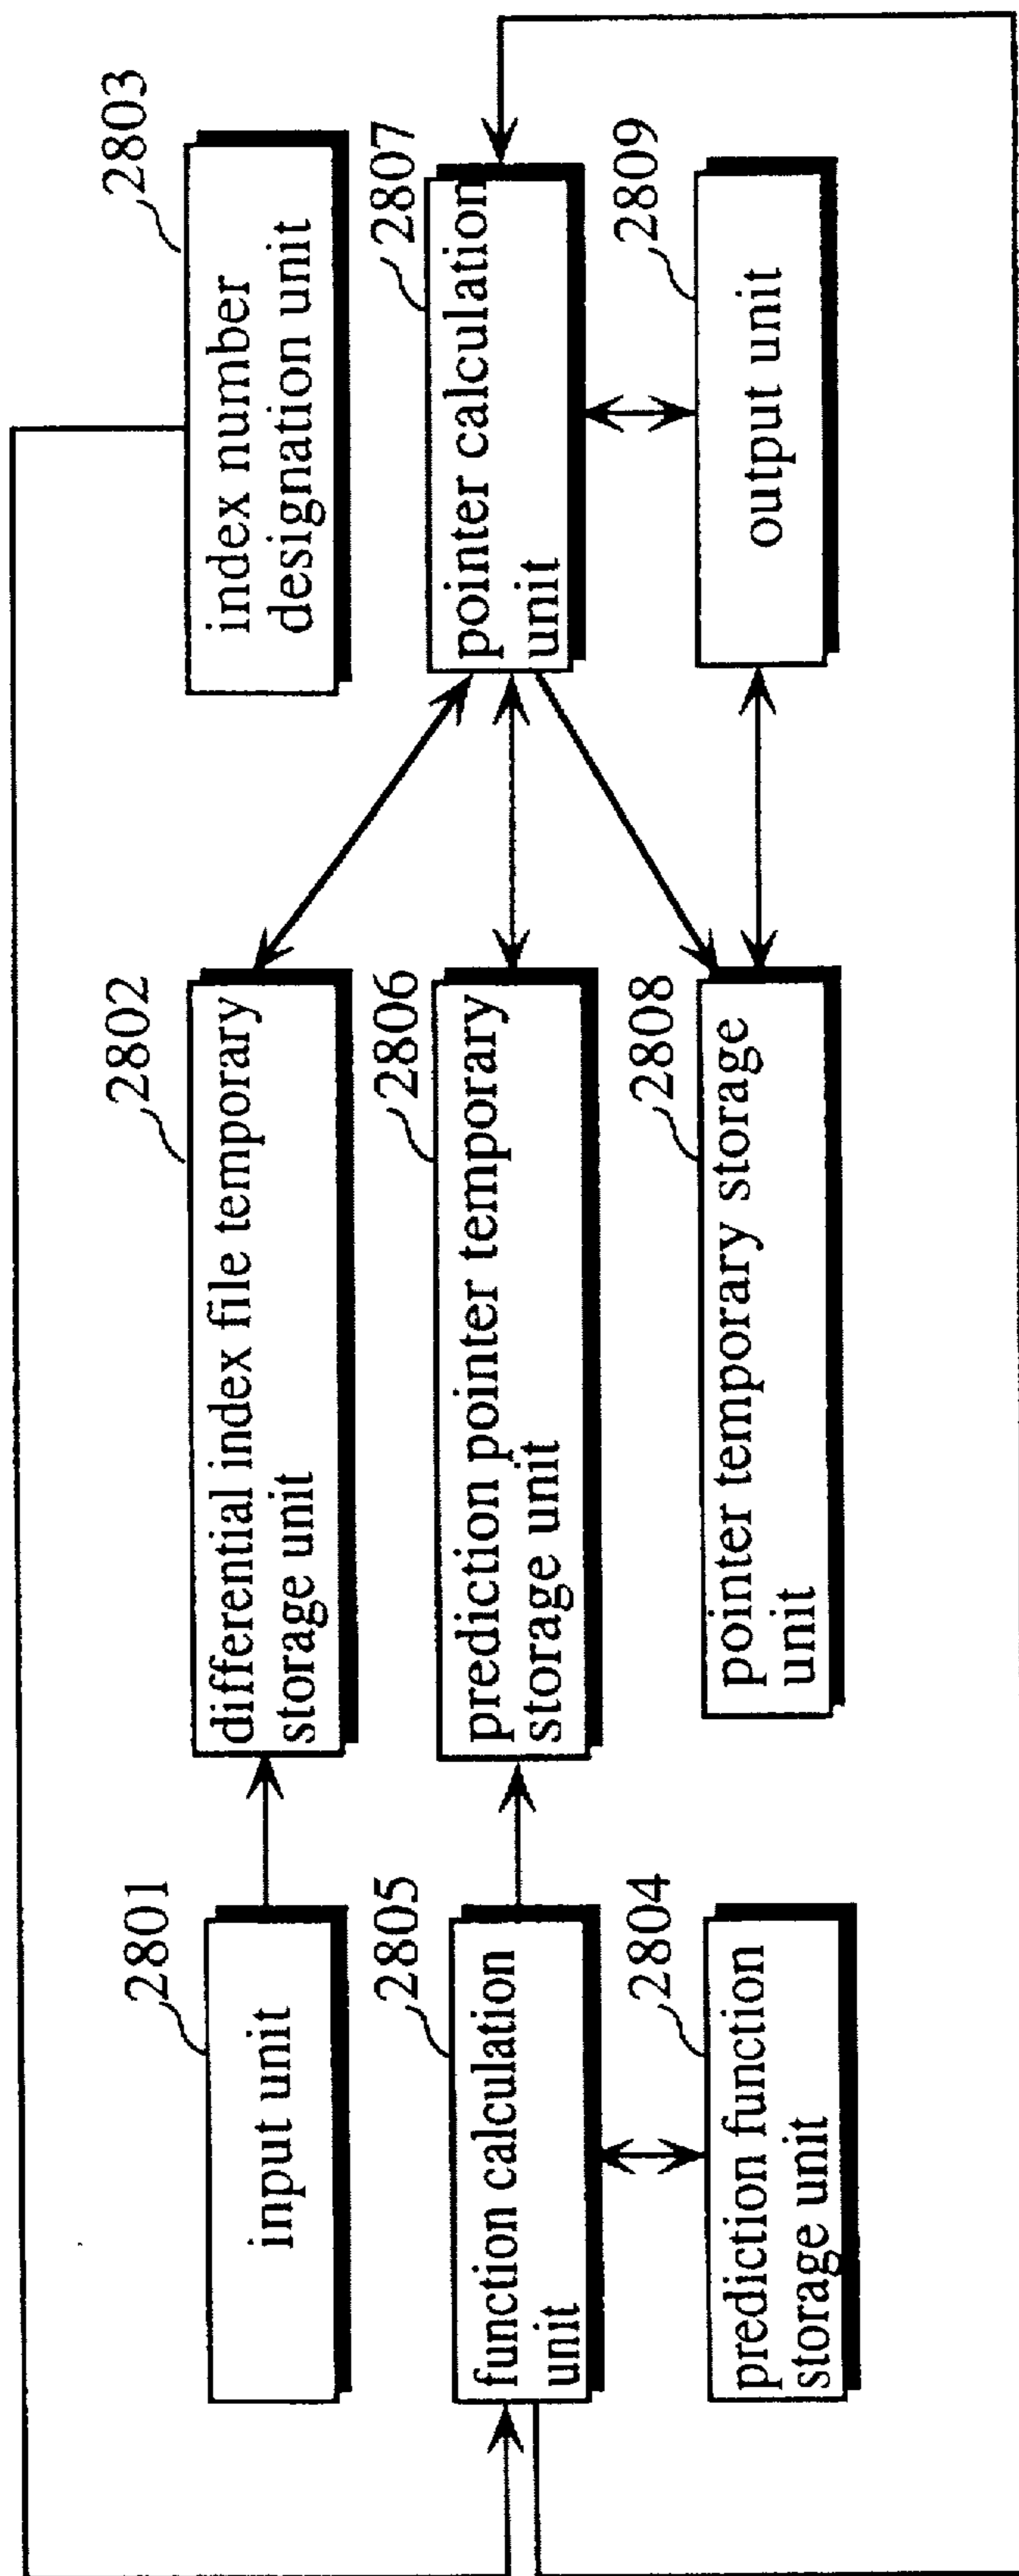 2801
input unit
2802
differential index file temporary
storage unit
2803
index number
designation unit
2805
function calculation
unit
2806
prediction pointer temporary
storage unit
2807
pointer calculation
unit
2804
prediction function
storage unit
2808
pointer temporary storage
unit
2809
output unit